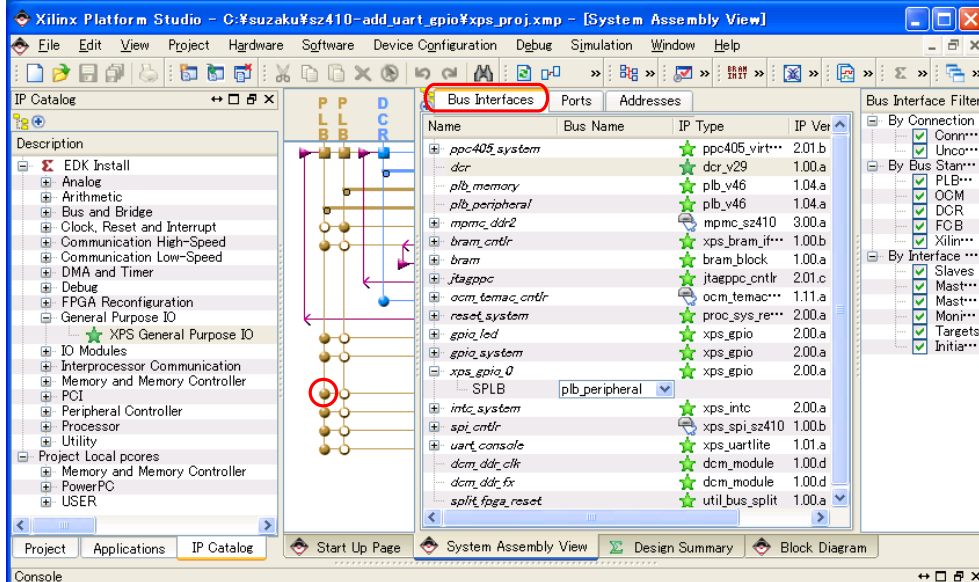 Xilinx Platform Studio - C:¥suzaku¥sz410-add_uart_gpio¥xps_proj.xmp - [System Assembly View]
File Edit View Project Hardware Software Device Configuration Debug Simulation Window Help
IP Catalog
Description
EDK Install
Analog
Arithmetic
Bus and Bridge
Clock, Reset and Interrupt
Communication High-Speed
Communication Low-Speed
DMA and Timer
Debug
FPGA Reconfiguration
General Purpose IO
XPS General Purpose IO
IO Modules
Interprocessor Communication
Memory and Memory Controller
PCI
Peripheral Controller
Processor
Utility
Project Local pcores
Memory and Memory Controller
PowerPC
USER
Project Applications IP Catalog
PLB PLB DCR
Bus Interfaces Ports Addresses
Name Bus Name IP Type IP Ver
ppc405_system ppc405_virt... 2.01.b
dcr dcr_v29 1.00.a
plb_memory plb_v46 1.04.a
plb_peripheral plb_v46 1.04.a
mpmc_ddr2 mpmc_sz410 3.00.a
bram_cntlr xps_bram_if... 1.00.b
bram bram_block 1.00.a
jtagppc jtagppc_cntlr 2.01.c
ocm_temac_cntlr ocm_temac... 1.11.a
reset_system proc_sys_re... 2.00.a
gpio_led xps_gpio 2.00.a
gpio_system xps_gpio 2.00.a
xps_gpio_0 xps_gpio 2.00.a
SPLB plb_peripheral
intc_system xps_intc 2.00.a
spi_cntlr xps_spi_sz410 1.00.b
uart_console xps_uartlite 1.01.a
dcm_ddr_clk dcm_module 1.00.d
dcm_ddr_fx dcm_module 1.00.d
split_fpga_reset util_bus_split 1.00.a
Start Up Page System Assembly View Design Summary Block Diagram
Bus Interface Filter
By Connection
Conn...
Unco...
By Bus Stan...
PLB...
OCM
DCR
FCB
Xilin...
By Interface ...
Slaves
Mast...
Mast...
Moni...
Targets
Initia...
Console